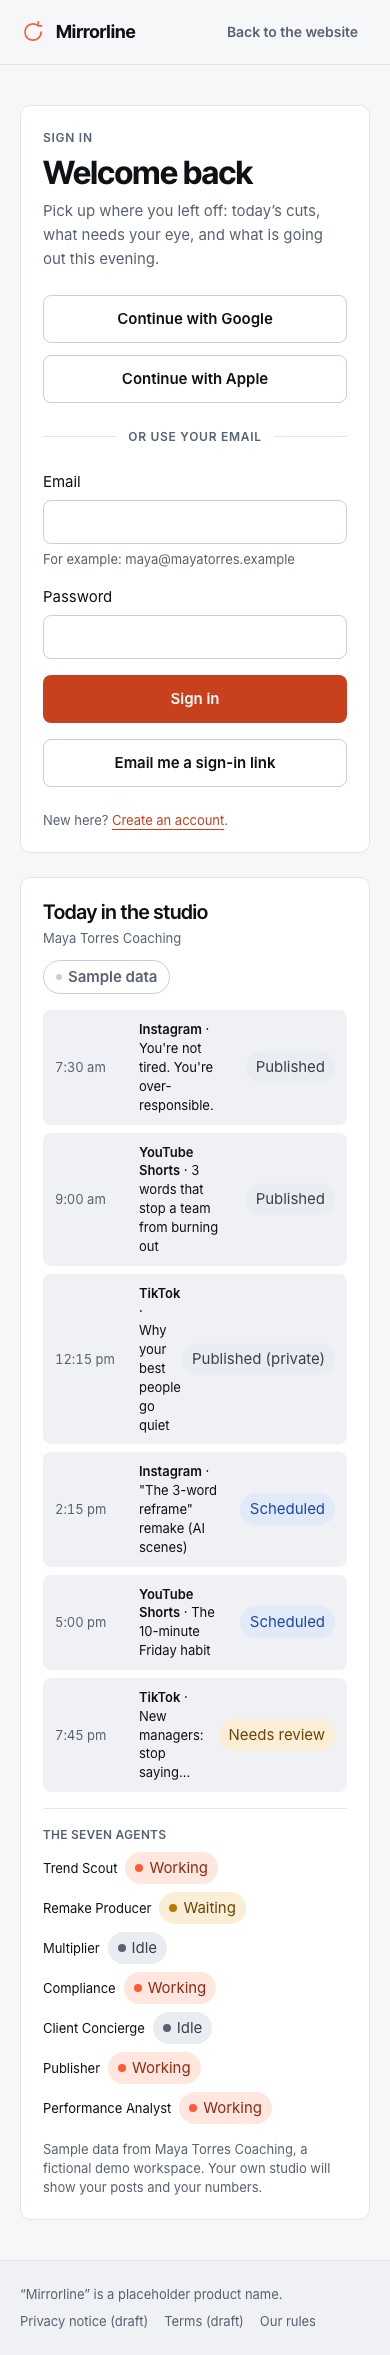 Mirrorline
Back to the website
SIGN IN
Welcome back
Pick up where you left off: today’s cuts,
what needs your eye, and what is going
out this evening.
Continue with Google
Continue with Apple
OR USE YOUR EMAIL
Email
For example: maya@mayatorres.example
Password
Sign in
Email me a sign-in link
New here? Create an account.
Today in the studio
Maya Torres Coaching
Sample data
7:30 am
Instagram ·
You're not
tired. You're
over-
responsible.
Published
9:00 am
YouTube
Shorts · 3
words that
stop a team
from burning
out
Published
12:15 pm
TikTok
·
Why
your
best
people
go
quiet
Published (private)
2:15 pm
Instagram ·
"The 3-word
reframe"
remake (AI
scenes)
Scheduled
5:00 pm
YouTube
Shorts · The
10-minute
Friday habit
Scheduled
7:45 pm
TikTok ·
New
managers:
stop
saying...
Needs review
THE SEVEN AGENTS
Trend Scout Working
Remake Producer Waiting
Multiplier Idle
Compliance Working
Client Concierge Idle
Publisher Working
Performance Analyst Working
Sample data from Maya Torres Coaching, a
fictional demo workspace. Your own studio will
show your posts and your numbers.
“Mirrorline” is a placeholder product name.
Privacy notice (draft) Terms (draft) Our rules